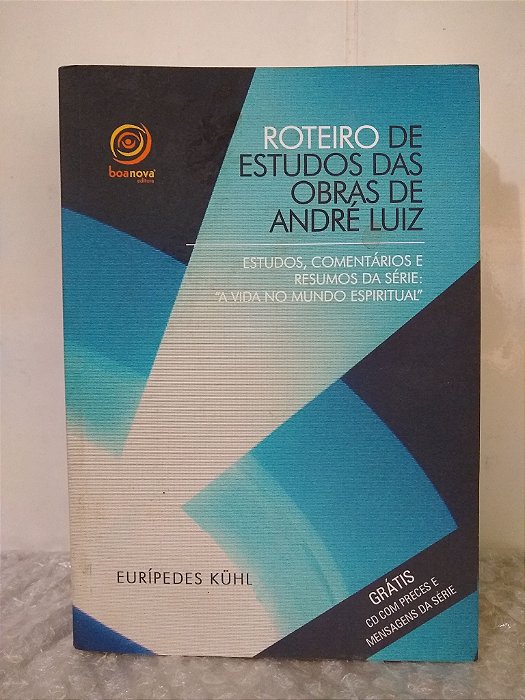 boanova
editora
ROTEIRO DE
ESTUDOS DAS
OBRAS DE
ANDRÉ LUIZ
ESTUDOS, COMENTÁRIOS E
RESUMOS DA SÉRIE:
"A VIDA NO MUNDO ESPIRITUAL"
EURÍPEDES KÜHL
GRÁTIS
CD COM PRECES E
MENSAGENS DA SÉRIE